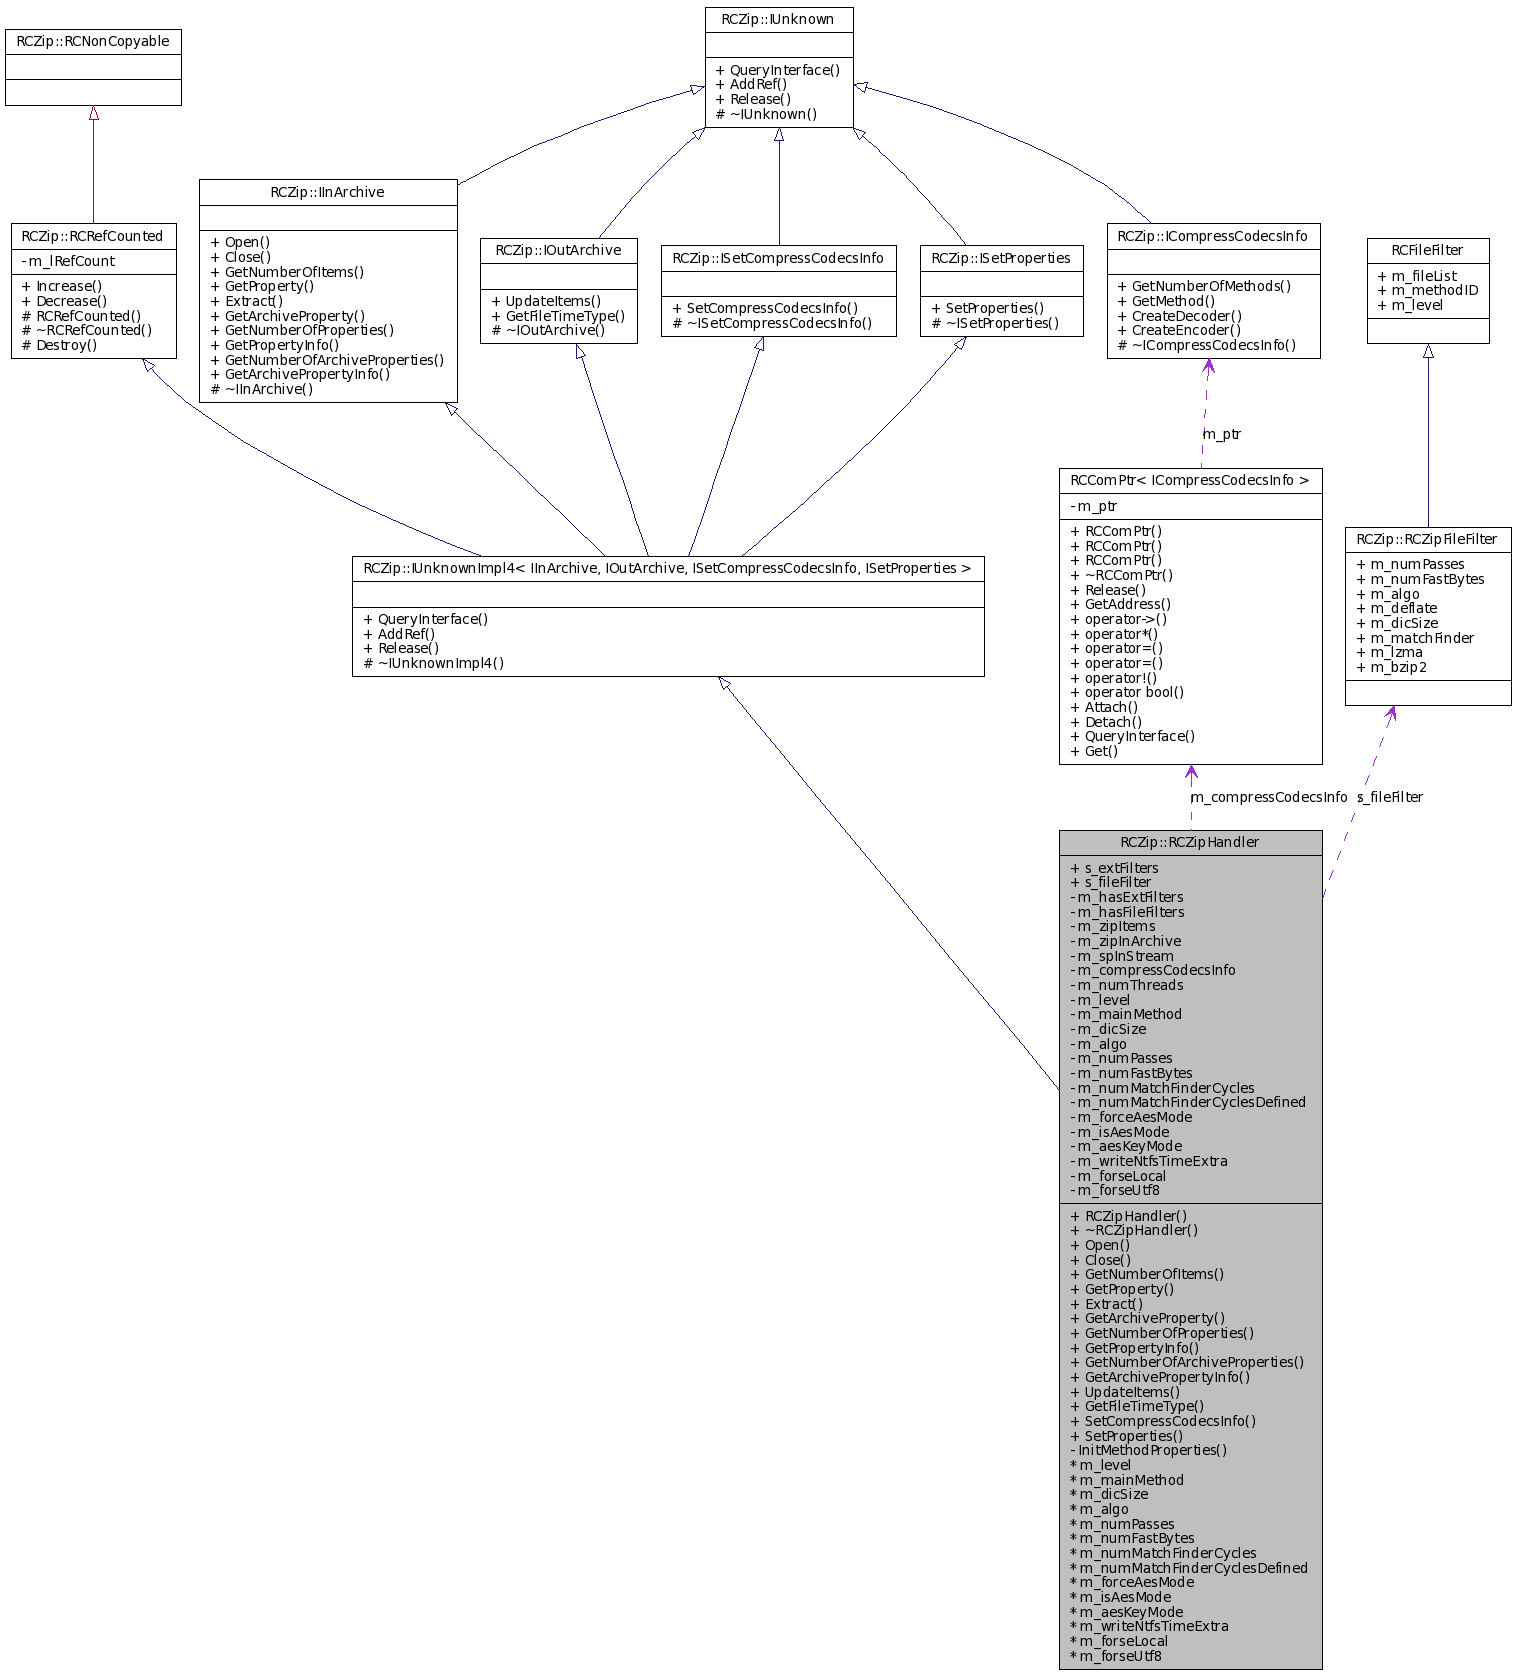 RCZip::IUnknown
+ QueryInterface()
+ AddRef()
+ Release()
# ~IUnknown()
RCZip::RCNonCopyable
RCZip::IInArchive
+ Open()
+ Close()
+ GetNumberOfItems()
+ GetProperty()
+ Extract()
+ GetArchiveProperty()
+ GetNumberOfProperties()
+ GetPropertyInfo()
+ GetNumberOfArchiveProperties()
+ GetArchivePropertyInfo()
# ~IInArchive()
RCZip::RCRefCounted
- m_lRefCount
+ Increase()
+ Decrease()
# RCRefCounted()
# ~RCRefCounted()
# Destroy()
RCZip::IOutArchive
+ UpdateItems()
+ GetFileTimeType()
# ~IOutArchive()
RCZip::ISetCompressCodecsInfo
+ SetCompressCodecsInfo()
# ~ISetCompressCodecsInfo()
RCZip::ISetProperties
+ SetProperties()
# ~ISetProperties()
RCZip::ICompressCodecsInfo
+ GetNumberOfMethods()
+ GetMethod()
+ CreateDecoder()
+ CreateEncoder()
# ~ICompressCodecsInfo()
RCFileFilter
+ m_fileList
+ m_methodID
+ m_level
m_ptr
RCComPtr< ICompressCodecsInfo >
- m_ptr
+ RCComPtr()
+ RCComPtr()
+ RCComPtr()
+ ~RCComPtr()
+ Release()
+ GetAddress()
+ operator->()
+ operator*()
+ operator=()
+ operator=()
+ operator!()
+ operator bool()
+ Attach()
+ Detach()
+ QueryInterface()
+ Get()
RCZip::RCZipFileFilter
+ m_numPasses
+ m_numFastBytes
+ m_algo
+ m_deflate
+ m_dicSize
+ m_matchFinder
+ m_lzma
+ m_bzip2
RCZip::IUnknownImpl4< IInArchive, IOutArchive, ISetCompressCodecsInfo, ISetProperties >
+ QueryInterface()
+ AddRef()
+ Release()
# ~IUnknownImpl4()
m_compressCodecsInfo
s_fileFilter
RCZip::RCZipHandler
+ s_extFilters
+ s_fileFilter
- m_hasExtFilters
- m_hasFileFilters
- m_zipItems
- m_zipInArchive
- m_spInStream
- m_compressCodecsInfo
- m_numThreads
- m_level
- m_mainMethod
- m_dicSize
- m_algo
- m_numPasses
- m_numFastBytes
- m_numMatchFinderCycles
- m_numMatchFinderCyclesDefined
- m_forceAesMode
- m_isAesMode
- m_aesKeyMode
- m_writeNtfsTimeExtra
- m_forseLocal
- m_forseUtf8
+ RCZipHandler()
+ ~RCZipHandler()
+ Open()
+ Close()
+ GetNumberOfItems()
+ GetProperty()
+ Extract()
+ GetArchiveProperty()
+ GetNumberOfProperties()
+ GetPropertyInfo()
+ GetNumberOfArchiveProperties()
+ GetArchivePropertyInfo()
+ UpdateItems()
+ GetFileTimeType()
+ SetCompressCodecsInfo()
+ SetProperties()
- InitMethodProperties()
* m_level
* m_mainMethod
* m_dicSize
* m_algo
* m_numPasses
* m_numFastBytes
* m_numMatchFinderCycles
* m_numMatchFinderCyclesDefined
* m_forceAesMode
* m_isAesMode
* m_aesKeyMode
* m_writeNtfsTimeExtra
* m_forseLocal
* m_forseUtf8